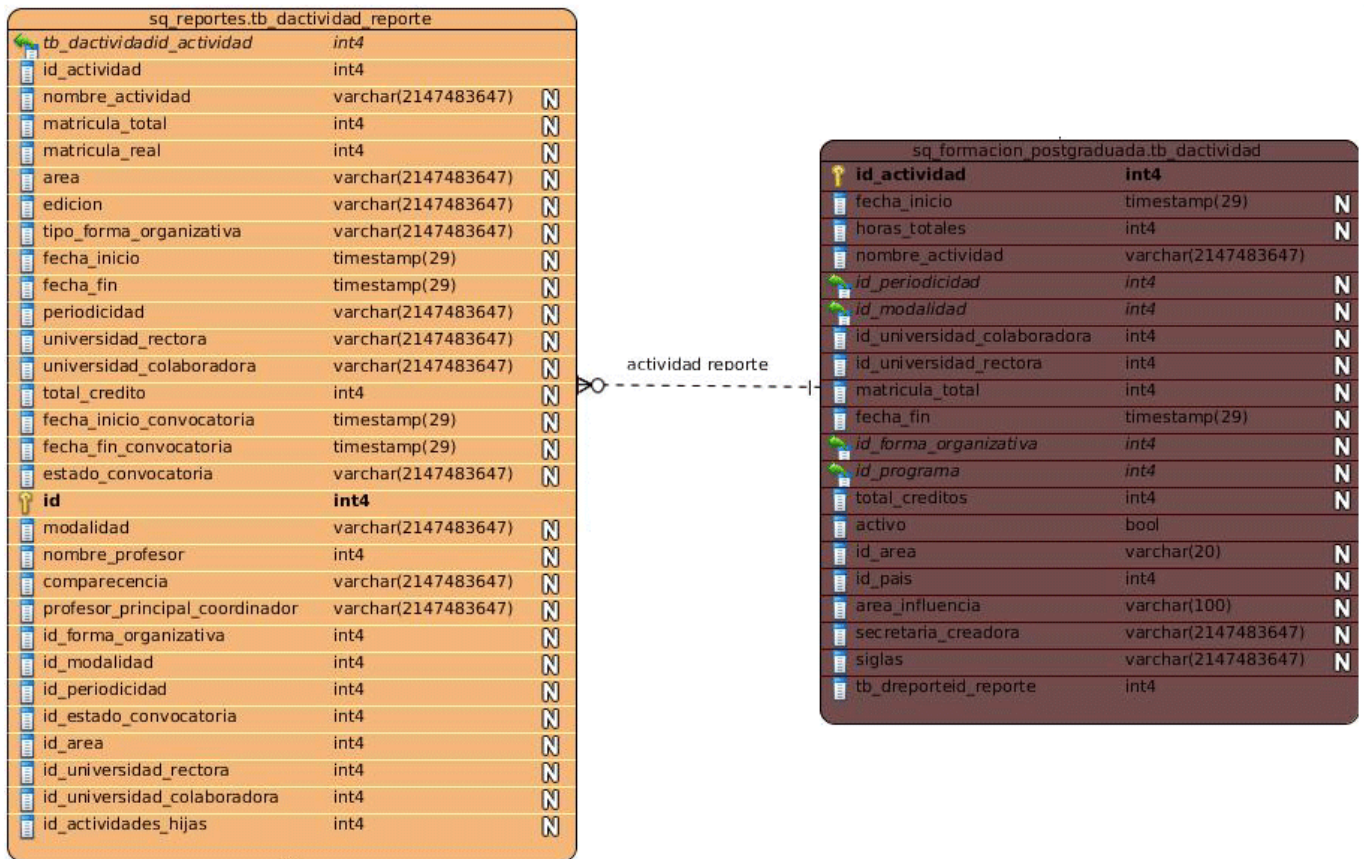 sq_reportes.tb_dactividad_reporte
tb_dactividadid_actividad int4
id_actividad int4
nombre_actividad varchar(2147483647) N
matricula_total int4 N
matricula_real int4 N
area varchar(2147483647) N
edicion varchar(2147483647) N
tipo_forma_organizativa varchar(2147483647) N
fecha_inicio timestamp(29) N
fecha_fin timestamp(29) N
periodicidad varchar(2147483647) N
universidad_rectora varchar(2147483647) N
universidad_colaboradora varchar(2147483647) N
total_credito int4 N
fecha_inicio_convocatoria timestamp(29) N
fecha_fin_convocatoria timestamp(29) N
estado_convocatoria varchar(2147483647) N
id int4
modalidad varchar(2147483647) N
nombre_profesor int4 N
comparecencia varchar(2147483647) N
profesor_principal_coordinador varchar(2147483647) N
id_forma_organizativa int4 N
id_modalidad int4 N
id_periodicidad int4 N
id_estado_convocatoria int4 N
id_area int4 N
id_universidad_rectora int4 N
id_universidad_colaboradora int4 N
id_actividades_hijas int4 N
actividad reporte
sq_formacion_postgraduada.tb_dactividad
id_actividad int4
fecha_inicio timestamp(29) N
horas_totales int4 N
nombre_actividad varchar(2147483647)
id_periodicidad int4 N
id_modalidad int4 N
id_universidad_colaboradora int4 N
id_universidad_rectora int4 N
matricula_total int4 N
fecha_fin timestamp(29) N
id_forma_organizativa int4 N
id_programa int4 N
total_creditos int4 N
activo bool
id_area varchar(20) N
id_pais int4 N
area_influencia varchar(100) N
secretaria_creadora varchar(2147483647) N
siglas varchar(2147483647) N
tb_dreporteid_reporte int4